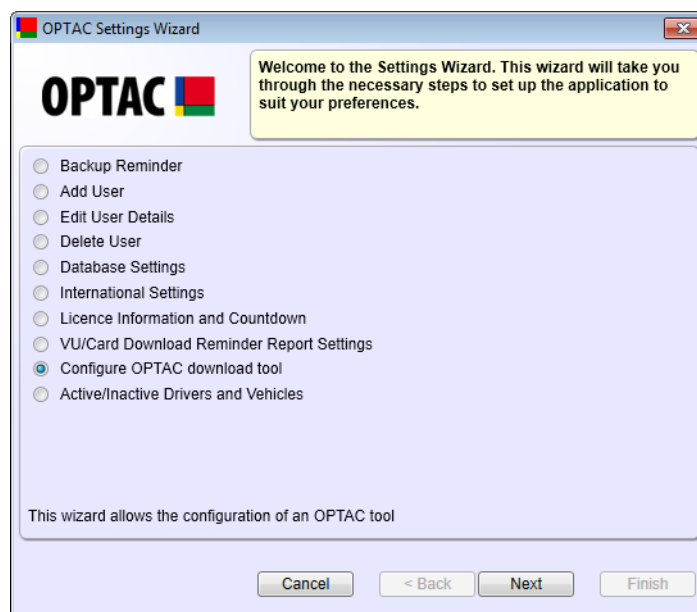 OPTAC Settings Wizard
OPTAC
Welcome to the Settings Wizard. This wizard will take you
through the necessary steps to set up the application to
suit your preferences.
Backup Reminder
Add User
Edit User Details
Delete User
Database Settings
International Settings
Licence Information and Countdown
VU/Card Download Reminder Report Settings
Configure OPTAC download tool
Active/Inactive Drivers and Vehicles
This wizard allows the configuration of an OPTAC tool
Cancel
< Back
Next
Finish